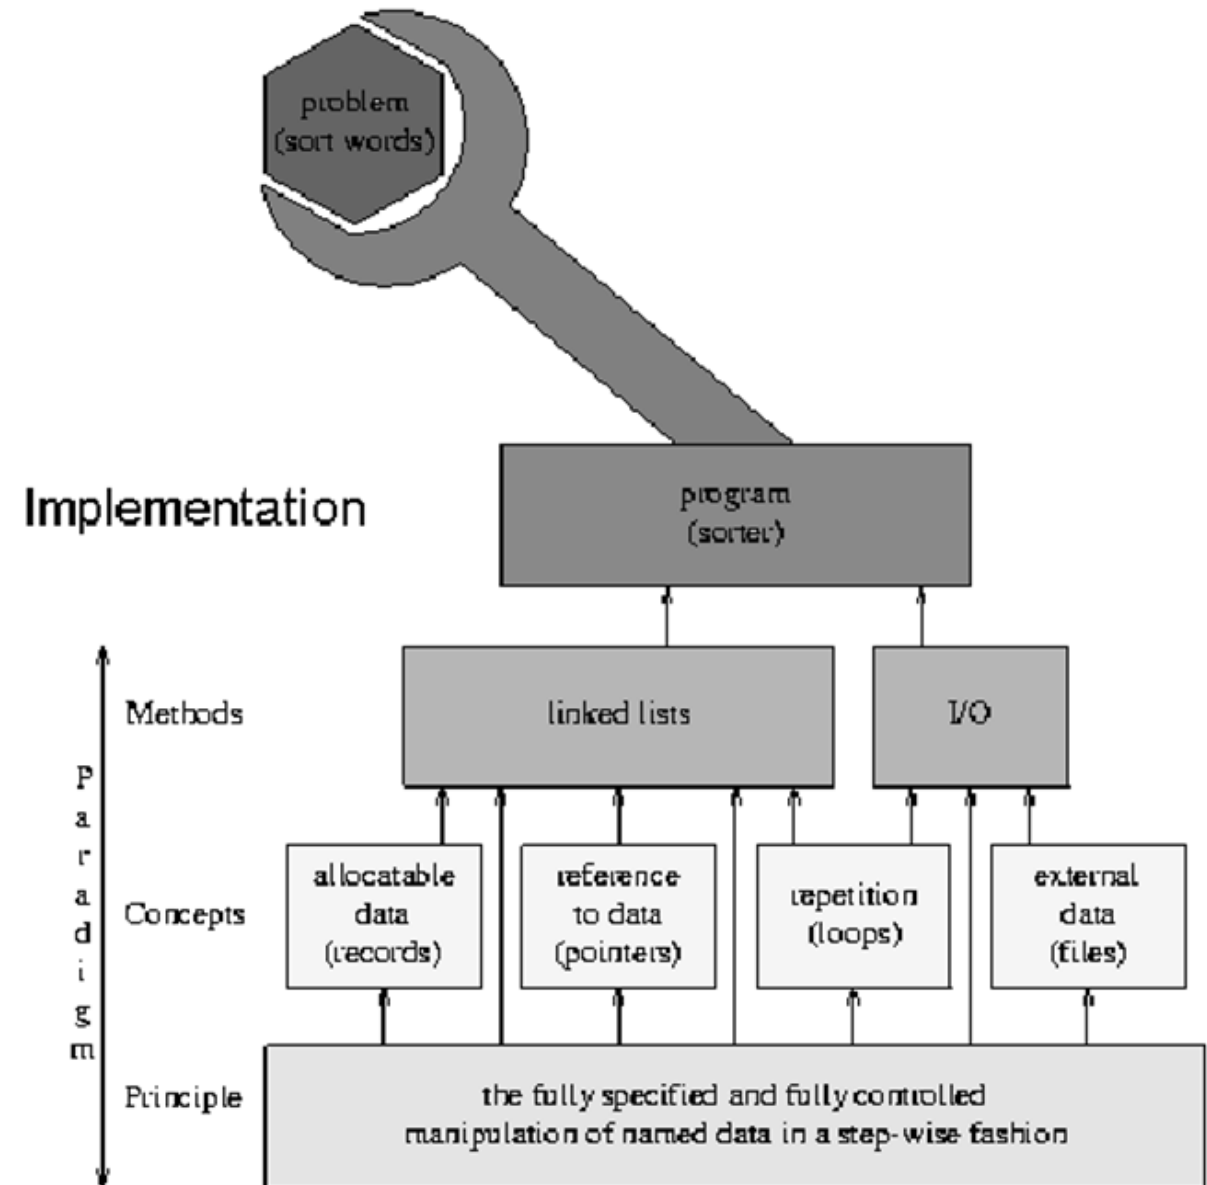 problem
(sort words)
Implementation
program
(sorter)
Paradigm
Methods
linked lists
I/O
Concepts
allocatable
data
(records)
reference
to data
(pointers)
repetition
(loops)
external
data
(files)
Principle
the fully specified and fully controlled
manipulation of named data in a step-wise fashion